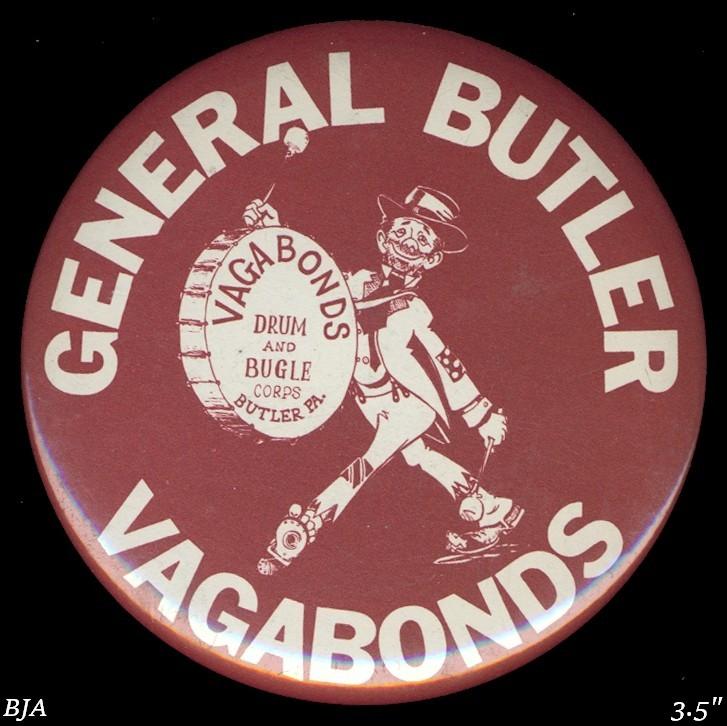 GENERAL BUTLER
VAGABONDS
DRUM
AND
BUGLE
CORPS
BUTLER PA.
VAGABONDS
BJA
3.5"